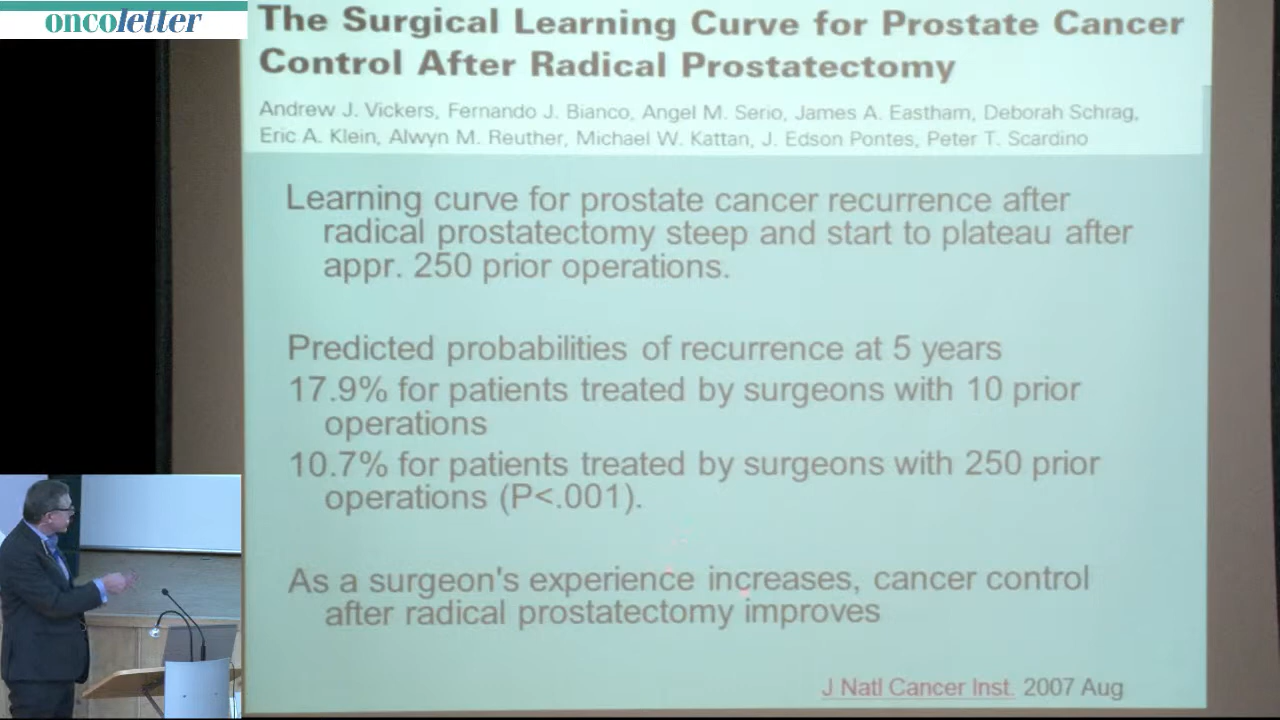 oncoletter
The Surgical Learning Curve for Prostate Cancer
Control After Radical Prostatectomy
Andrew J. Vickers, Fernando J. Bianco, Angel M. Serio, James A. Eastham, Deborah Schrag,
Eric A. Klein, Alwyn M. Reuther, Michael W. Kattan, J. Edson Pontes, Peter T. Scardino
Learning curve for prostate cancer recurrence after
radical prostatectomy steep and start to plateau after
appr. 250 prior operations.
Predicted probabilities of recurrence at 5 years
17.9% for patients treated by surgeons with 10 prior
operations
10.7% for patients treated by surgeons with 250 prior
operations (P<.001).
As a surgeon's experience increases, cancer control
after radical prostatectomy improves
J Natl Cancer Inst. 2007 Aug